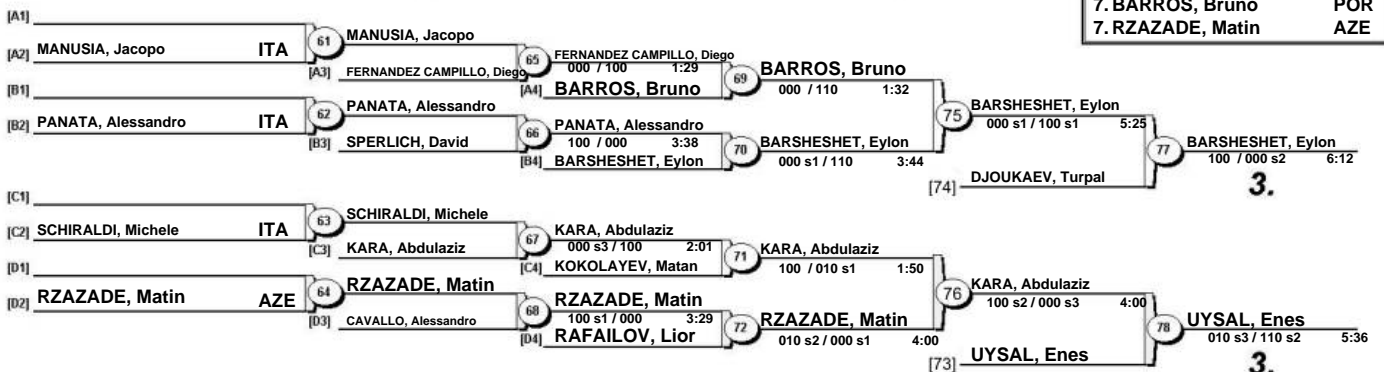 7. BARROS, Bruno POR
7. RZAZADE, Matin AZE
[A1]
[A2] MANUSIA, Jacopo ITA
61
MANUSIA, Jacopo
[A3] FERNANDEZ CAMPILLO, Diego
65
FERNANDEZ CAMPILLO, Diego
000 / 100 1:29
[A4] BARROS, Bruno
69
BARROS, Bruno
000 / 110 1:32
[B1]
[B2] PANATA, Alessandro ITA
62
PANATA, Alessandro
[B3] SPERLICH, David
66
PANATA, Alessandro
100 / 000 3:38
[B4] BARSHESHET, Eylon
70
BARSHESHET, Eylon
000 s1 / 110 3:44
75
BARSHESHET, Eylon
000 s1 / 100 s1 5:25
[74] DJOUKAEV, Turpal
77
BARSHESHET, Eylon
100 / 000 s2 6:12
3.
[C1]
[C2] SCHIRALDI, Michele ITA
63
SCHIRALDI, Michele
[C3] KARA, Abdulaziz
67
KARA, Abdulaziz
000 s3 / 100 2:01
[C4] KOKOLAYEV, Matan
71
KARA, Abdulaziz
100 / 010 s1 1:50
[D1]
[D2] RZAZADE, Matin AZE
64
RZAZADE, Matin
[D3] CAVALLO, Alessandro
68
RZAZADE, Matin
100 s1 / 000 3:29
[D4] RAFAILOV, Lior
72
RZAZADE, Matin
010 s2 / 000 s1 4:00
76
KARA, Abdulaziz
100 s2 / 000 s3 4:00
[73] UYSAL, Enes
78
UYSAL, Enes
010 s3 / 110 s2 5:36
3.